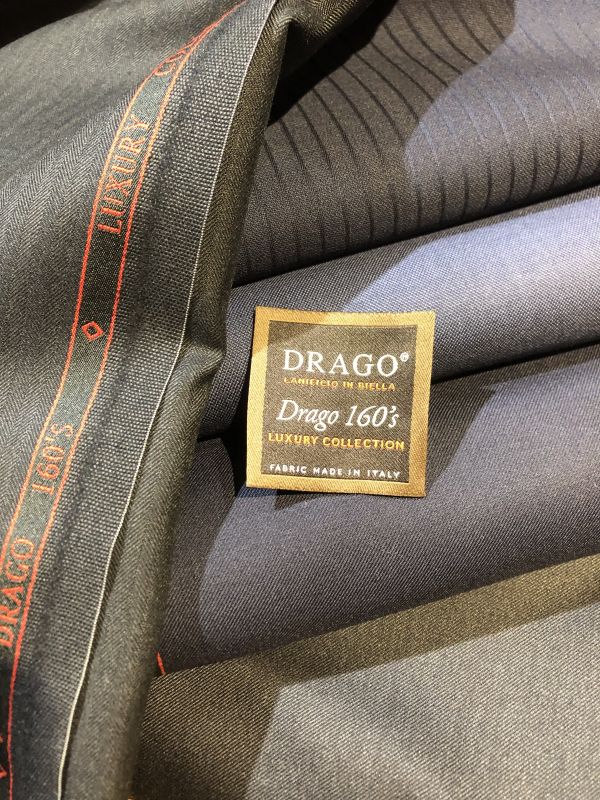 DRAGO®
LANIFICIO IN BIELLA
Drago 160's
LUXURY COLLECTION
FABRIC MADE IN ITALY
DRAGO 160'S ◇ LUXURY